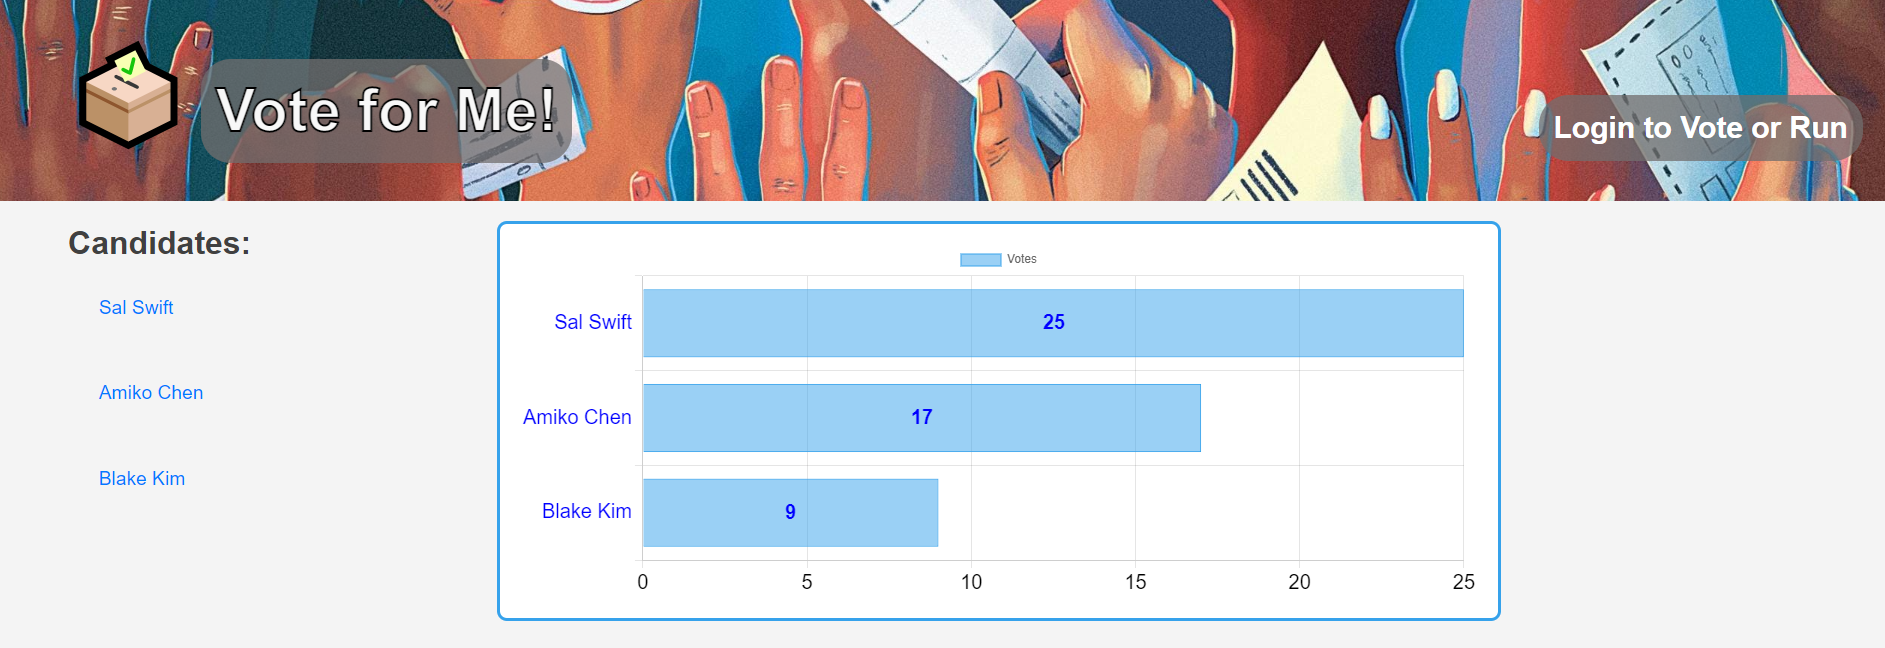 Vote for Me!
Login to Vote or Run
Candidates:
Sal Swift
Amiko Chen
Blake Kim
Votes
Sal Swift 25
Amiko Chen 17
Blake Kim 9
0 5 10 15 20 25